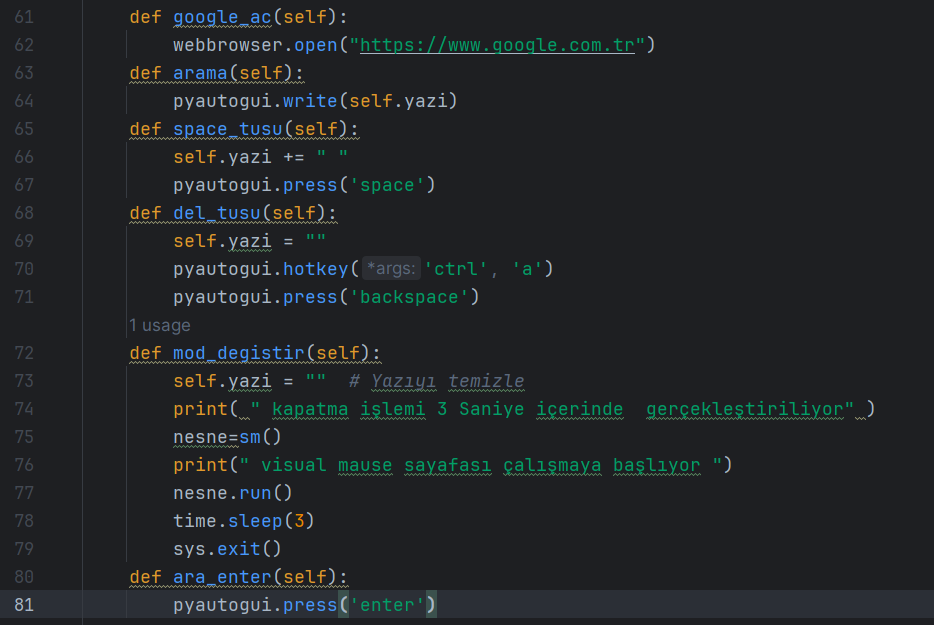 61 def google_ac(self):
62 webbrowser.open("https://www.google.com.tr")
63 def arama(self):
64 pyautogui.write(self.yazi)
65 def space_tusu(self):
66 self.yazi += " "
67 pyautogui.press('space')
68 def del_tusu(self):
69 self.yazi = ""
70 pyautogui.hotkey( *args: 'ctrl', 'a')
71 pyautogui.press('backspace')
1 usage
72 def mod_degistir(self):
73 self.yazi = ""  # Yazıyı temizle
74 print( " kapatma işlemi 3 Saniye içerinde  gerçekleştiriliyor" )
75 nesne=sm()
76 print(" visual mause sayafası çalışmaya başlıyor ")
77 nesne.run()
78 time.sleep(3)
79 sys.exit()
80 def ara_enter(self):
81 pyautogui.press('enter')